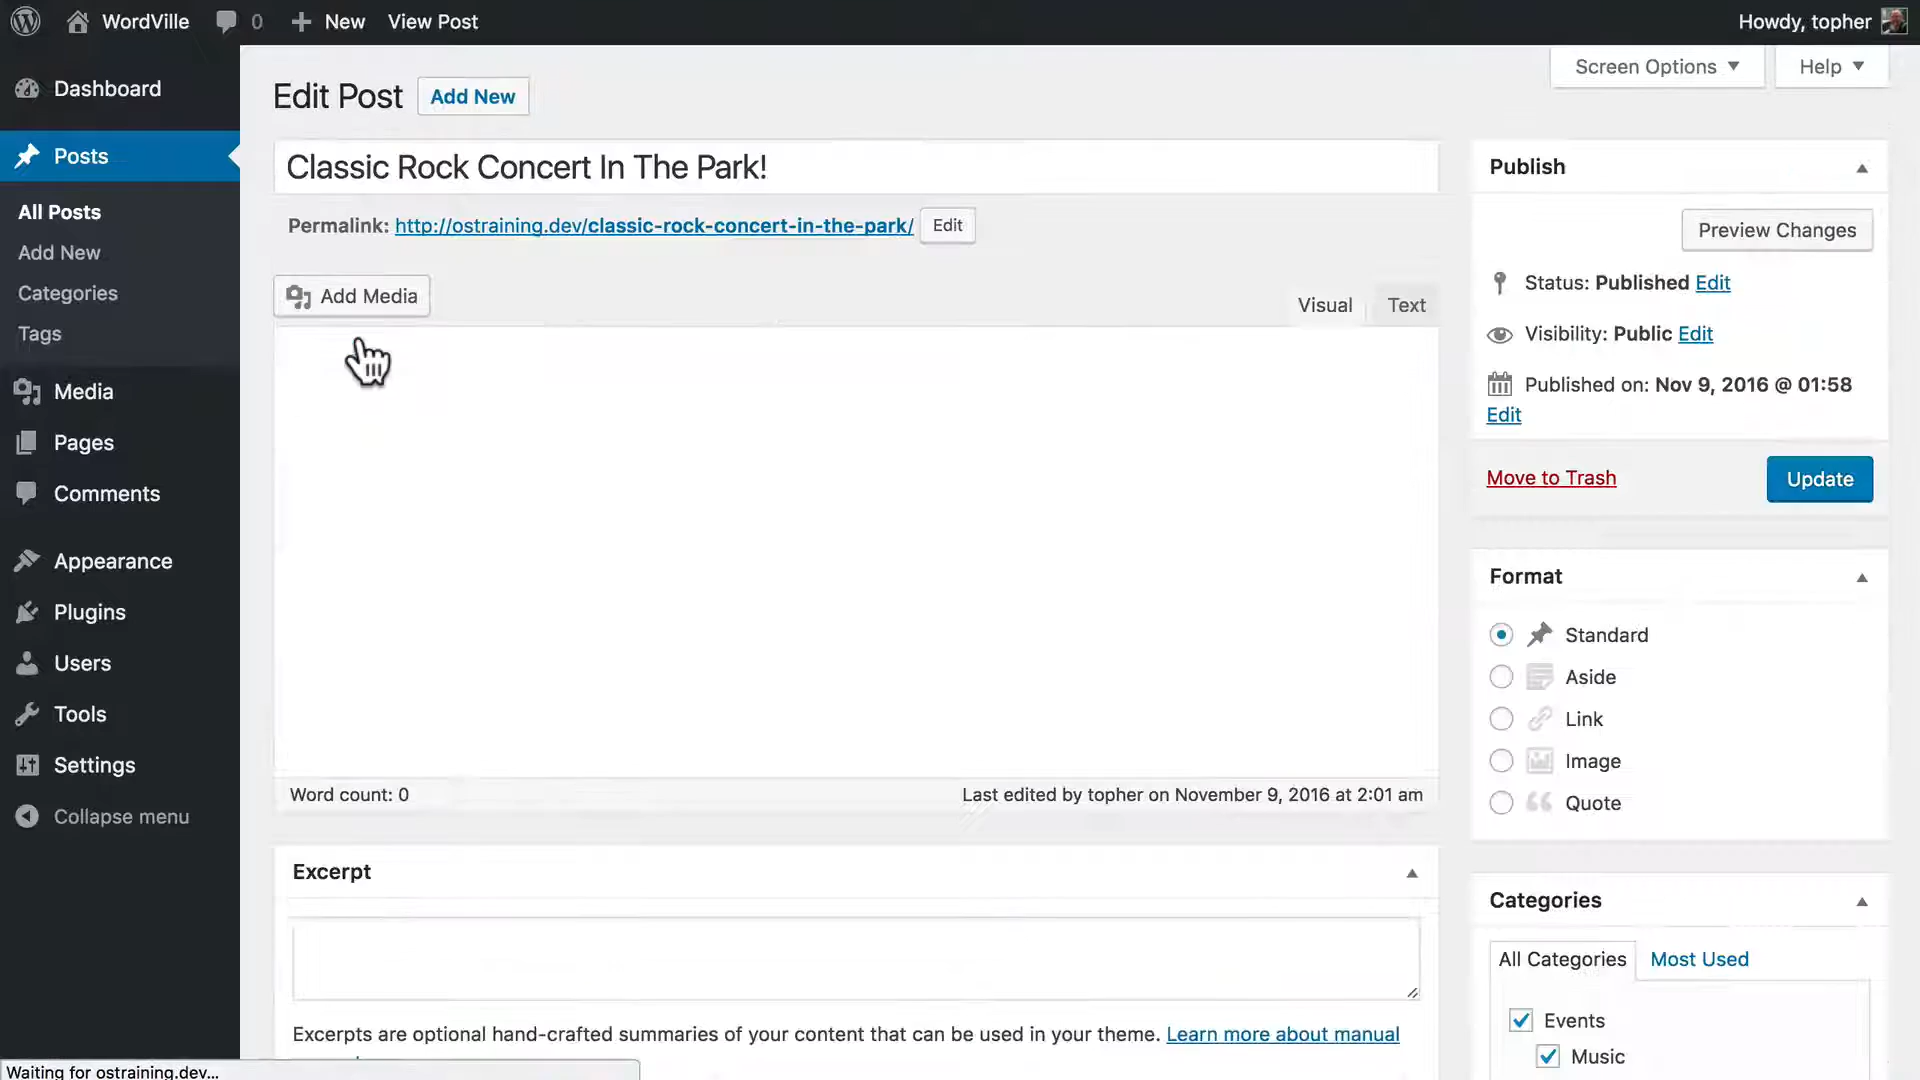 WordVille 0 New View Post Howdy, topher
Screen Options Help
Dashboard
Posts
All Posts
Add New
Categories
Tags
Media
Pages
Comments
Appearance
Plugins
Users
Tools
Settings
Collapse menu
Edit Post Add New
Classic Rock Concert In The Park!
Permalink: http://ostraining.dev/classic-rock-concert-in-the-park/ Edit
Add Media
Visual Text
Word count: 0 Last edited by topher on November 9, 2016 at 2:01 am
Excerpt
Excerpts are optional hand-crafted summaries of your content that can be used in your theme. Learn more about manual
Publish
Preview Changes
Status: Published Edit
Visibility: Public Edit
Published on: Nov 9, 2016 @ 01:58
Edit
Move to Trash Update
Format
Standard
Aside
Link
Image
Quote
Categories
All Categories Most Used
Events
Music
Waiting for ostraining.dev...